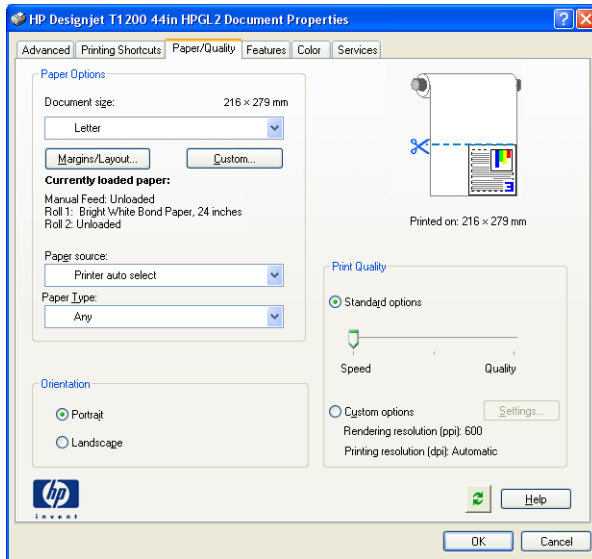 HP Designjet T1200 44in HPGL2 Document Properties
Advanced Printing Shortcuts Paper/Quality Features Color Services
Paper Options
Document size: 216 × 279 mm
Letter
Margins/Layout... Custom...
Currently loaded paper:
Manual Feed: Unloaded
Roll 1: Bright White Bond Paper, 24 inches
Roll 2: Unloaded
Paper source:
Printer auto select
Paper Type:
Any
Orientation
Portrait
Landscape
3
Printed on: 216 × 279 mm
Print Quality
Standard options
Speed Quality
Custom options Settings...
Rendering resolution (ppi): 600
Printing resolution (dpi): Automatic
hp
invent
Help
OK Cancel